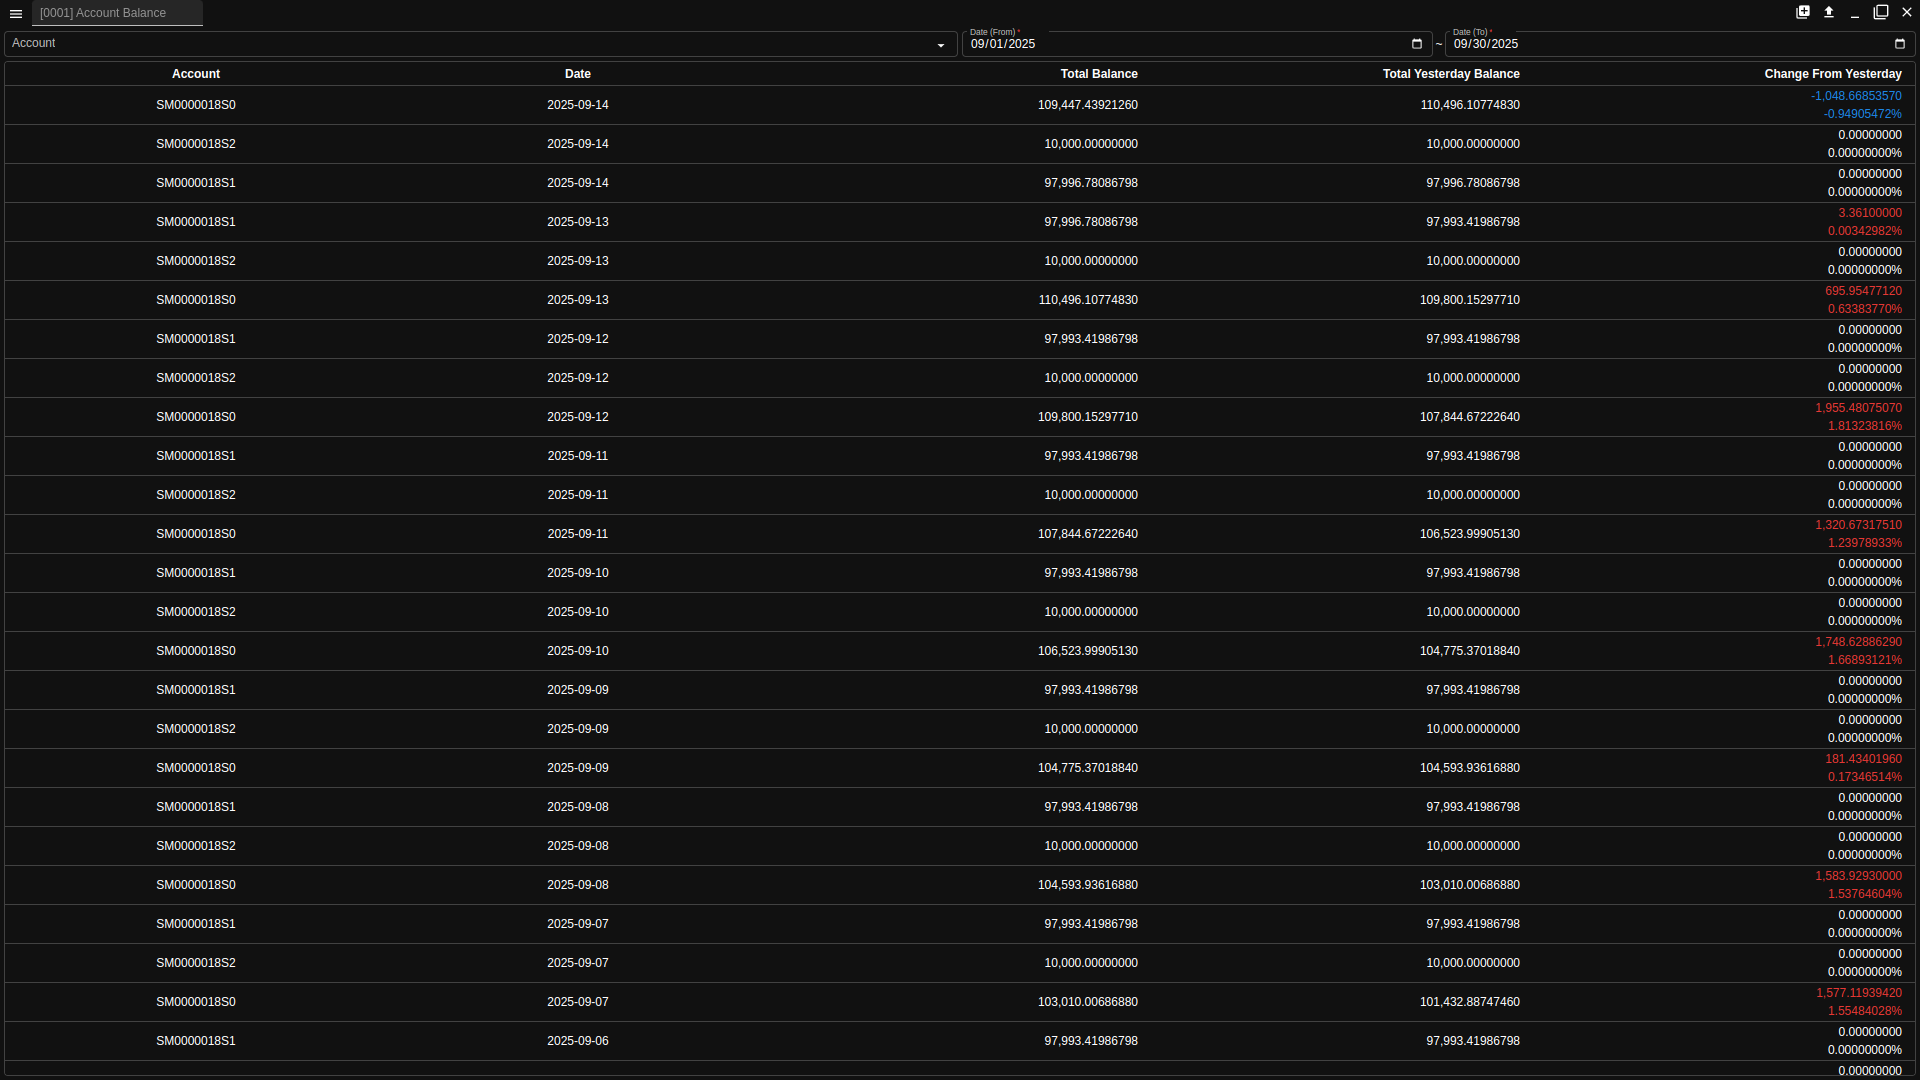 [0001] Account Balance
Account
Date (From) *
09/01/2025
~
Date (To) *
09/30/2025
Account Date Total Balance Total Yesterday Balance Change From Yesterday
SM0000018S0 2025-09-14 109,447.43921260 110,496.10774830 -1,048.66853570
-0.94905472%
SM0000018S2 2025-09-14 10,000.00000000 10,000.00000000 0.00000000
0.00000000%
SM0000018S1 2025-09-14 97,996.78086798 97,996.78086798 0.00000000
0.00000000%
SM0000018S1 2025-09-13 97,996.78086798 97,993.41986798 3.36100000
0.00342982%
SM0000018S2 2025-09-13 10,000.00000000 10,000.00000000 0.00000000
0.00000000%
SM0000018S0 2025-09-13 110,496.10774830 109,800.15297710 695.95477120
0.63383770%
SM0000018S1 2025-09-12 97,993.41986798 97,993.41986798 0.00000000
0.00000000%
SM0000018S2 2025-09-12 10,000.00000000 10,000.00000000 0.00000000
0.00000000%
SM0000018S0 2025-09-12 109,800.15297710 107,844.67222640 1,955.48075070
1.81323816%
SM0000018S1 2025-09-11 97,993.41986798 97,993.41986798 0.00000000
0.00000000%
SM0000018S2 2025-09-11 10,000.00000000 10,000.00000000 0.00000000
0.00000000%
SM0000018S0 2025-09-11 107,844.67222640 106,523.99905130 1,320.67317510
1.23978933%
SM0000018S1 2025-09-10 97,993.41986798 97,993.41986798 0.00000000
0.00000000%
SM0000018S2 2025-09-10 10,000.00000000 10,000.00000000 0.00000000
0.00000000%
SM0000018S0 2025-09-10 106,523.99905130 104,775.37018840 1,748.62886290
1.66893121%
SM0000018S1 2025-09-09 97,993.41986798 97,993.41986798 0.00000000
0.00000000%
SM0000018S2 2025-09-09 10,000.00000000 10,000.00000000 0.00000000
0.00000000%
SM0000018S0 2025-09-09 104,775.37018840 104,593.93616880 181.43401960
0.17346514%
SM0000018S1 2025-09-08 97,993.41986798 97,993.41986798 0.00000000
0.00000000%
SM0000018S2 2025-09-08 10,000.00000000 10,000.00000000 0.00000000
0.00000000%
SM0000018S0 2025-09-08 104,593.93616880 103,010.00686880 1,583.92930000
1.53764604%
SM0000018S1 2025-09-07 97,993.41986798 97,993.41986798 0.00000000
0.00000000%
SM0000018S2 2025-09-07 10,000.00000000 10,000.00000000 0.00000000
0.00000000%
SM0000018S0 2025-09-07 103,010.00686880 101,432.88747460 1,577.11939420
1.55484028%
SM0000018S1 2025-09-06 97,993.41986798 97,993.41986798 0.00000000
0.00000000%
0.00000000